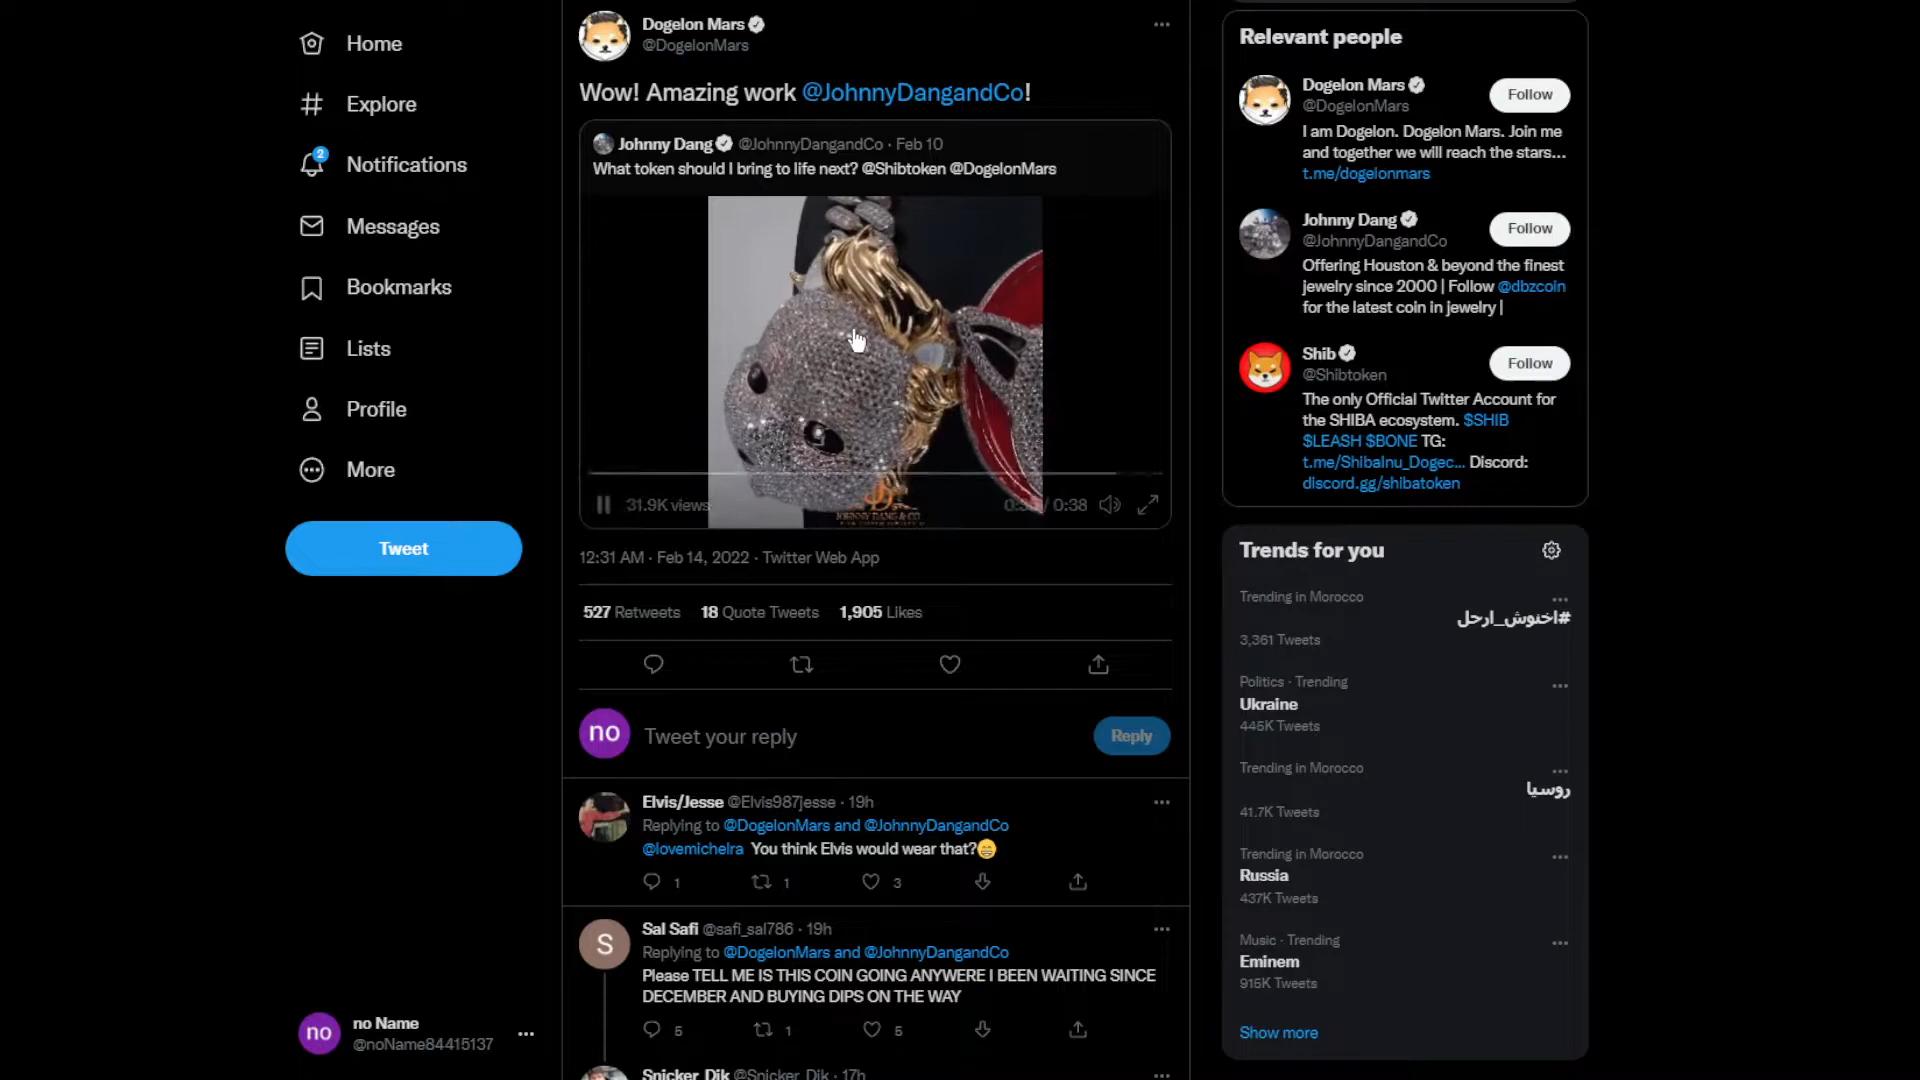 Home
Explore
2
Notifications
Messages
Bookmarks
Lists
Profile
More
Tweet
no
no Name
@noName84415137
Dogelon Mars
@DogelonMars
Wow! Amazing work @JohnnyDangandCo!
Johnny Dang @JohnnyDangandCo · Feb 10
What token should I bring to life next? @Shibtoken @DogelonMars
JOHNNY DANG & CO
31.9K views
/ 0:38
12:31 AM · Feb 14, 2022 · Twitter Web App
527 Retweets 18 Quote Tweets 1,905 Likes
no
Tweet your reply
Reply
Elvis/Jesse @Elvis987jesse · 19h
Replying to @DogelonMars and @JohnnyDangandCo
@lovemichelra You think Elvis would wear that?😁
1 1 3
S
Sal Safi @safi_sal786 · 19h
Replying to @DogelonMars and @JohnnyDangandCo
Please TELL ME IS THIS COIN GOING ANYWERE I BEEN WAITING SINCE
DECEMBER AND BUYING DIPS ON THE WAY
5 1 5
Snicker_Dik @Snicker_Dik · 17h
Relevant people
Dogelon Mars
@DogelonMars
Follow
I am Dogelon. Dogelon Mars. Join me
and together we will reach the stars...
t.me/dogelonmars
Johnny Dang
@JohnnyDangandCo
Follow
Offering Houston & beyond the finest
jewelry since 2000 | Follow @dbzcoin
for the latest coin in jewelry |
Shib
@Shibtoken
Follow
The only Official Twitter Account for
the SHIBA ecosystem. $SHIB
$LEASH $BONE TG:
t.me/ShibaInu_Dogec... Discord:
discord.gg/shibatoken
Trends for you
Trending in Morocco
#اخنوش_ارحل
3,361 Tweets
Politics · Trending
Ukraine
445K Tweets
Trending in Morocco
روسيا
41.7K Tweets
Trending in Morocco
Russia
437K Tweets
Music · Trending
Eminem
915K Tweets
Show more